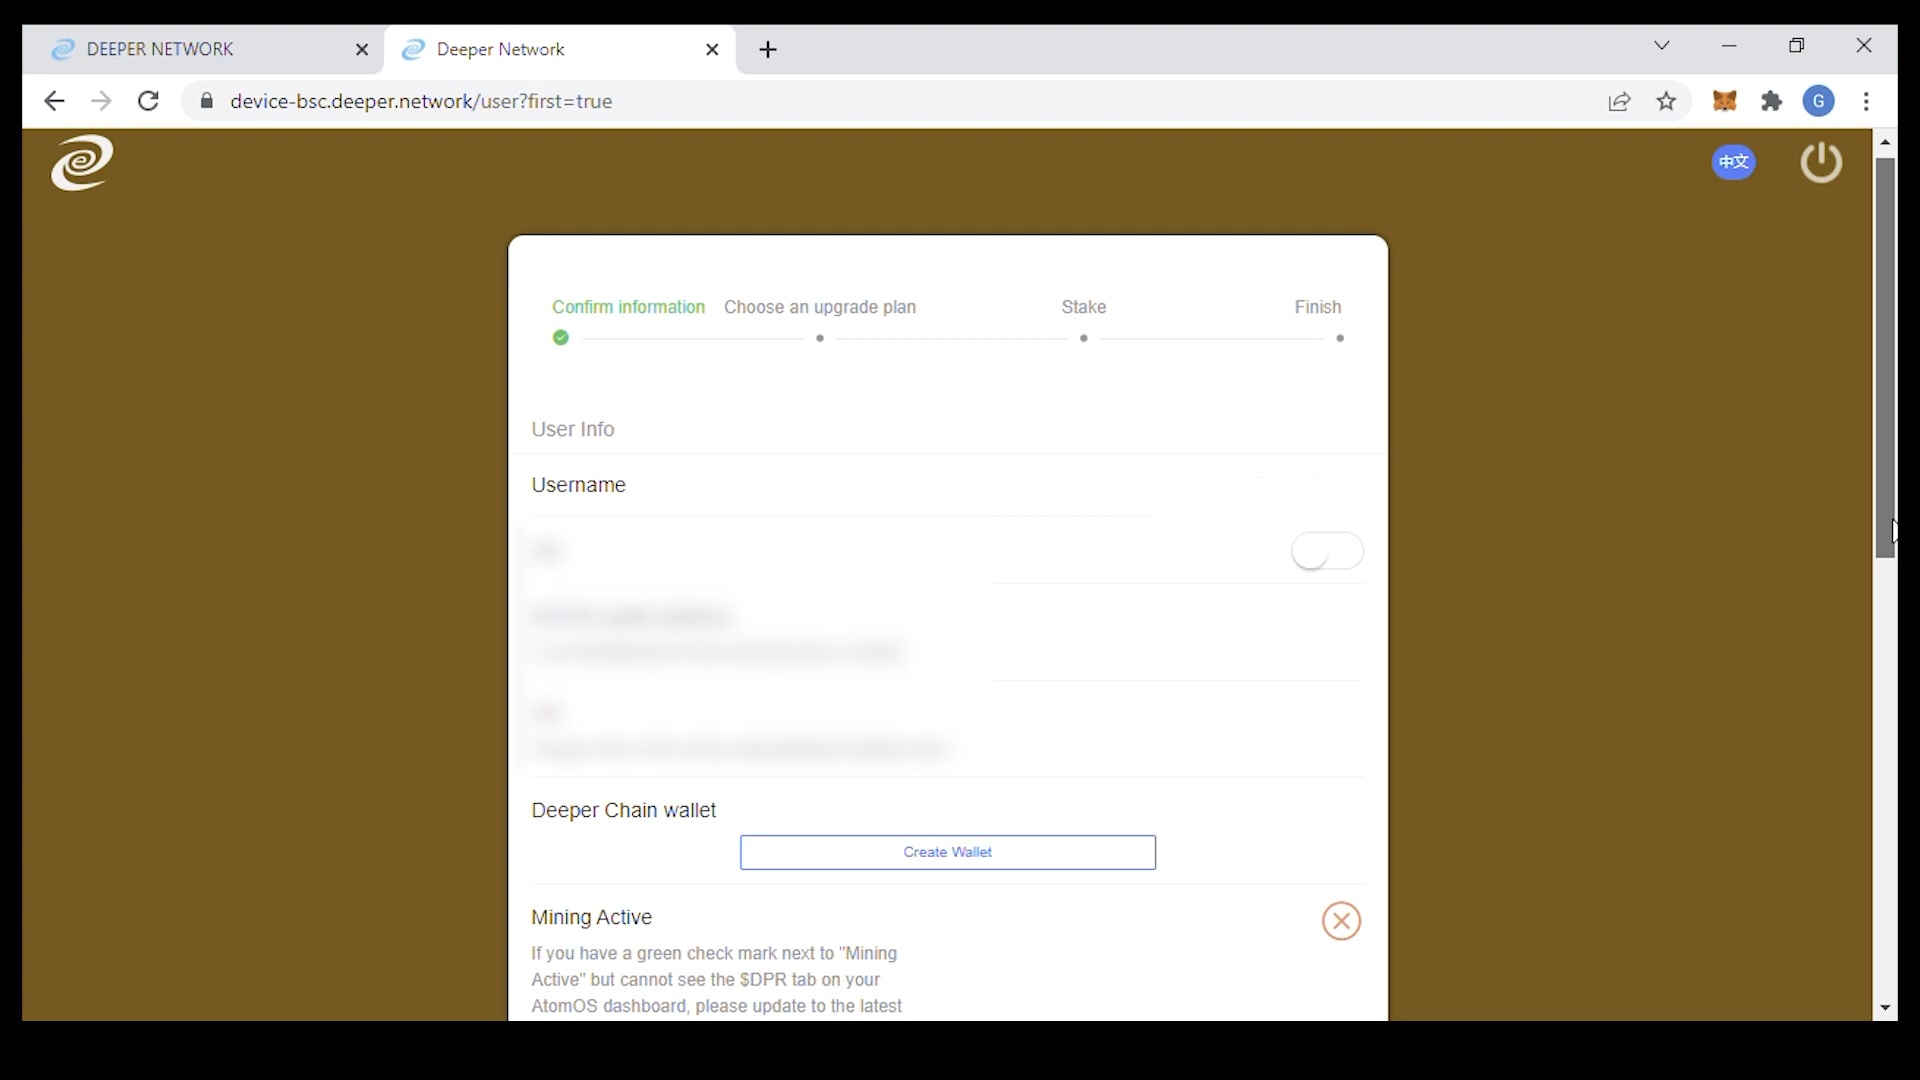 DEEPER NETWORK
Deeper Network
device-bsc.deeper.network/user?first=true
G
中文
Confirm information
Choose an upgrade plan
Stake
Finish
User Info
Username
Deeper Chain wallet
Create Wallet
Mining Active
If you have a green check mark next to "Mining
Active" but cannot see the $DPR tab on your
AtomOS dashboard, please update to the latest